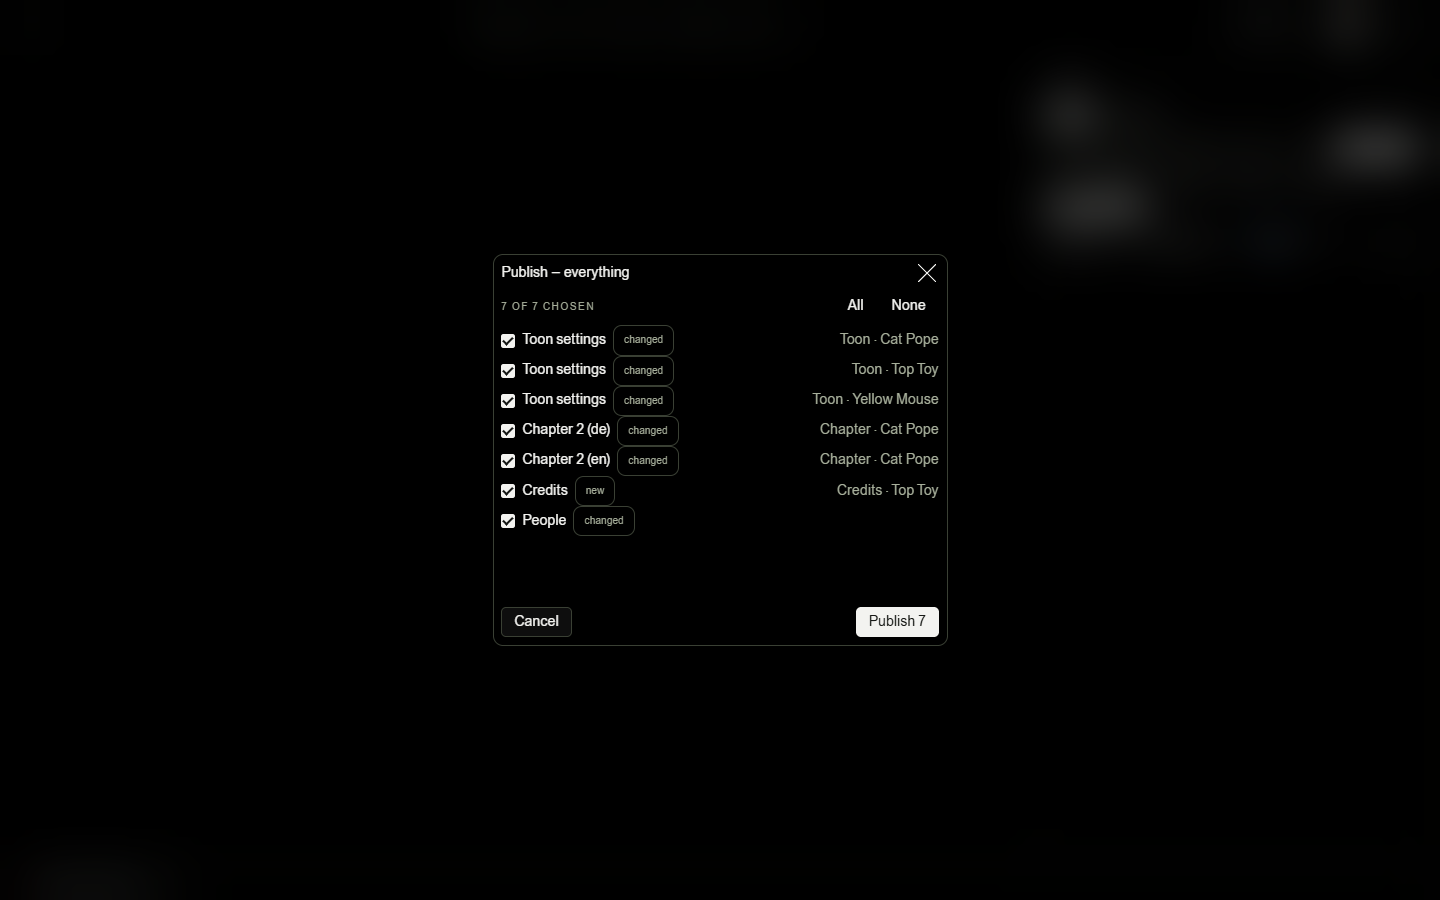 Publish – everything
7 OF 7 CHOSEN All None
Toon settings changed Toon · Cat Pope
Toon settings changed Toon · Top Toy
Toon settings changed Toon · Yellow Mouse
Chapter 2 (de) changed Chapter · Cat Pope
Chapter 2 (en) changed Chapter · Cat Pope
Credits new Credits · Top Toy
People changed
Cancel Publish 7